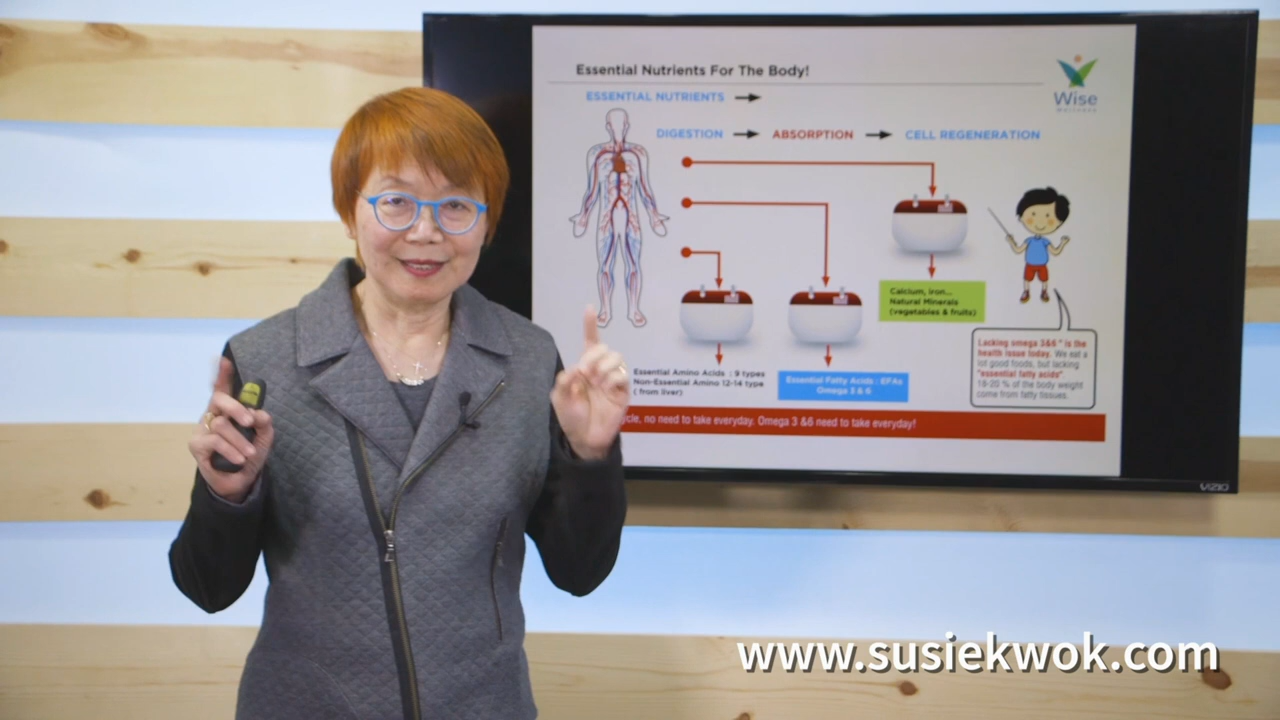 Essential Nutrients For The Body!
Wise
Wellness
ESSENTIAL NUTRIENTS
DIGESTION
ABSORPTION
CELL REGENERATION
Calcium, iron...
Natural Minerals
(vegetables & fruits)
Lacking omega 3&6 " is the
health issue today. We eat a
lot good foods, but lacking
"essential fatty acids"
18-20 % of the body weight
come from fatty tissues.
Essential Amino Acids : 9 types
Non-Essential Amino 12-14 type
( from liver)
Essential Fatty Acids : EFAs
Omega 3 & 6
no need to take everyday. Omega 3 &6 need to take everyday!
VIZIO
www.susiekwok.com